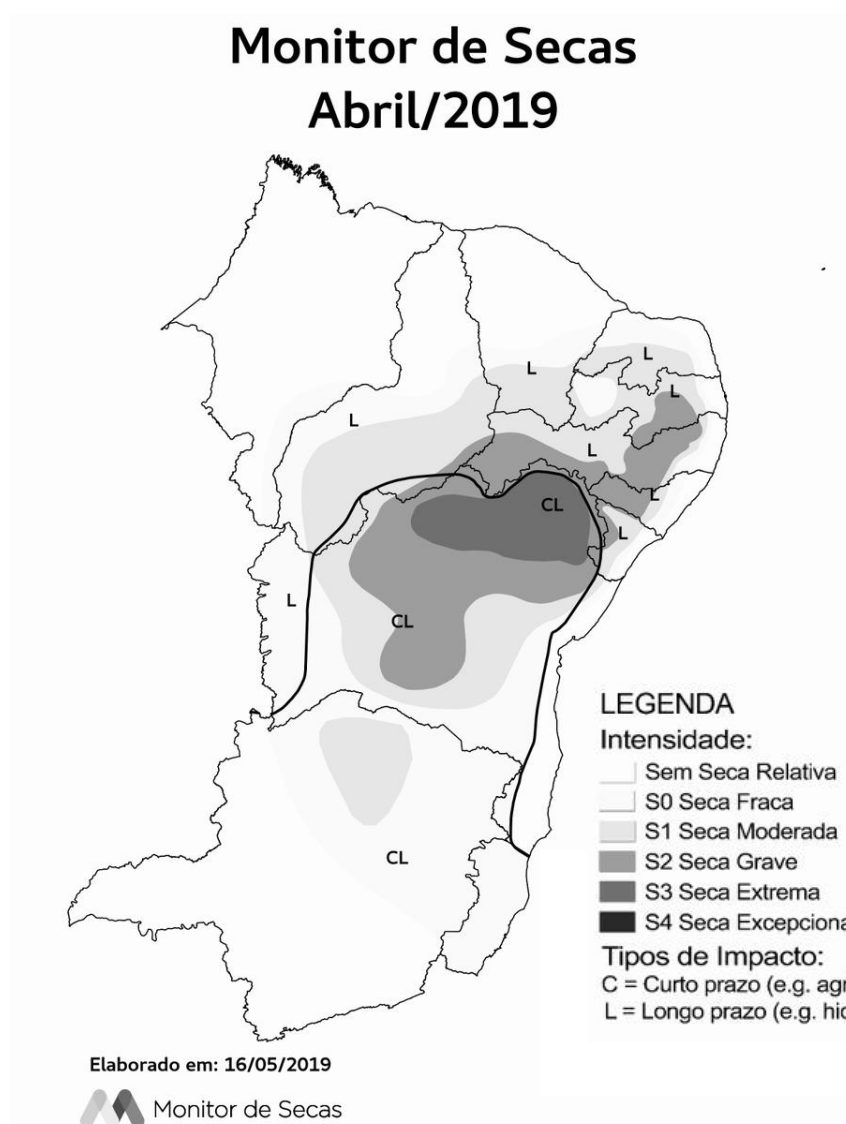 Monitor de Secas
Abril/2019
L
L
L
L
L
CL
L
L
L
CL
CL
LEGENDA
Intensidade:
Sem Seca Relativa
S0 Seca Fraca
S1 Seca Moderada
S2 Seca Grave
S3 Seca Extrema
S4 Seca Excepciona
Tipos de Impacto:
C = Curto prazo (e.g. agr
L = Longo prazo (e.g. hid
Elaborado em: 16/05/2019
Monitor de Secas